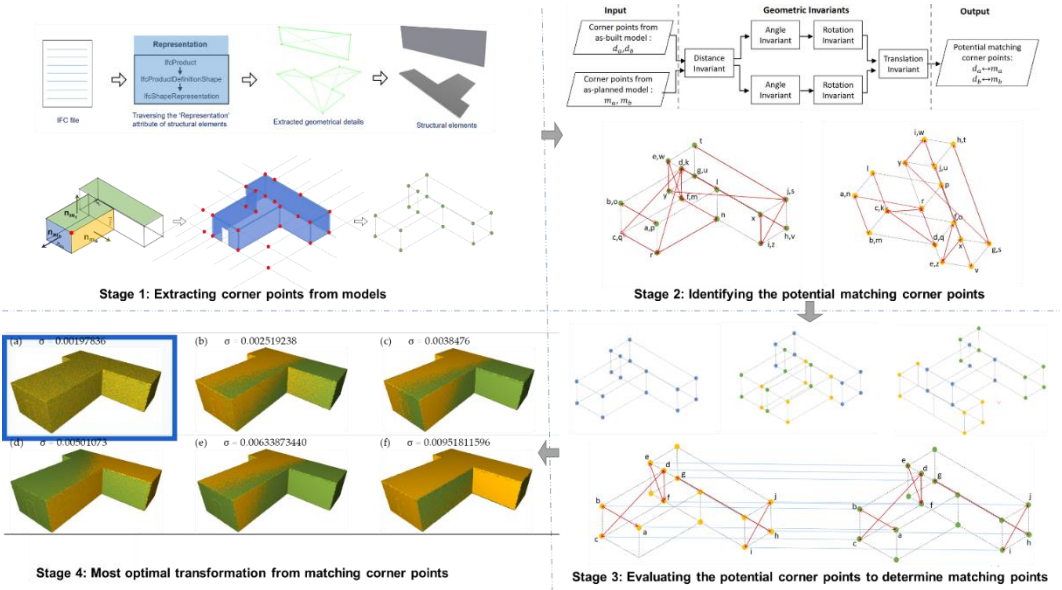 Representation
IfcProduct
IfcProductDefinitionShape
IfcShapeRepresentation
IFC file
Traversing the 'Representation'
attribute of structural elements
Extracted geometrical details
Structural elements
Stage 1: Extracting corner points from models
Input
Geometric Invariants
Output
Corner points from
as-built model :
d_a,d_b
Corner points from
as-planned model :
m_a, m_b
Distance
Invariant
Angle
Invariant
Rotation
Invariant
Angle
Invariant
Rotation
Invariant
Translation
Invariant
Potential matching
corner points:
d_a↔m_a
d_b↔m_b
t
e,w
d,k
g,u
l
y
f,m
j,s
b,o
n
x
a,p
h,v
c,q
i,z
r
i,w
h,t
y
j,u
l
p
a,n
r
c,k
f,o
b,m
d,q
x
g,s
e,z
v
Stage 2: Identifying the potential matching corner points
(a) σ = 0.00197836
(b) σ = 0.002519238
(c) σ = 0.0038476
(d) σ = 0.00501073
(e) σ = 0.00633873440
(f) σ = 0.00951811596
Stage 4: Most optimal transformation from matching corner points
e
d
g
b
f
j
a
c
h
i
e
d
g
b
f
j
a
c
h
i
Stage 3: Evaluating the potential corner points to determine matching points